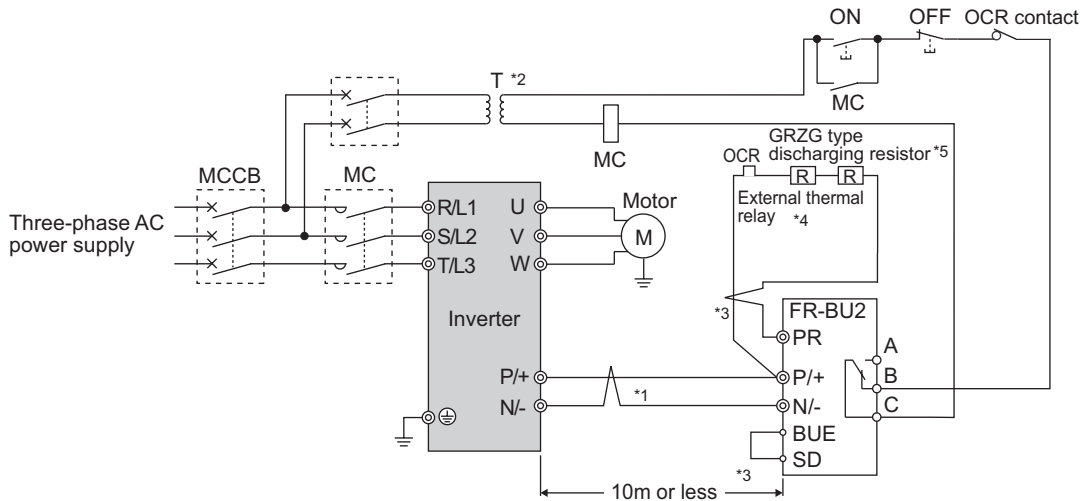 ON
OFF
OCR contact
T *2
MC
MC
GRZG type
discharging resistor *5
OCR
R
R
External thermal
relay *4
MCCB
MC
Three-phase AC
power supply
R/L1
S/L2
T/L3
U
V
W
Motor
M
Inverter
*3
FR-BU2
PR
A
P/+
P/+
B
N/-
*1
N/-
C
BUE
*3
SD
10m or less